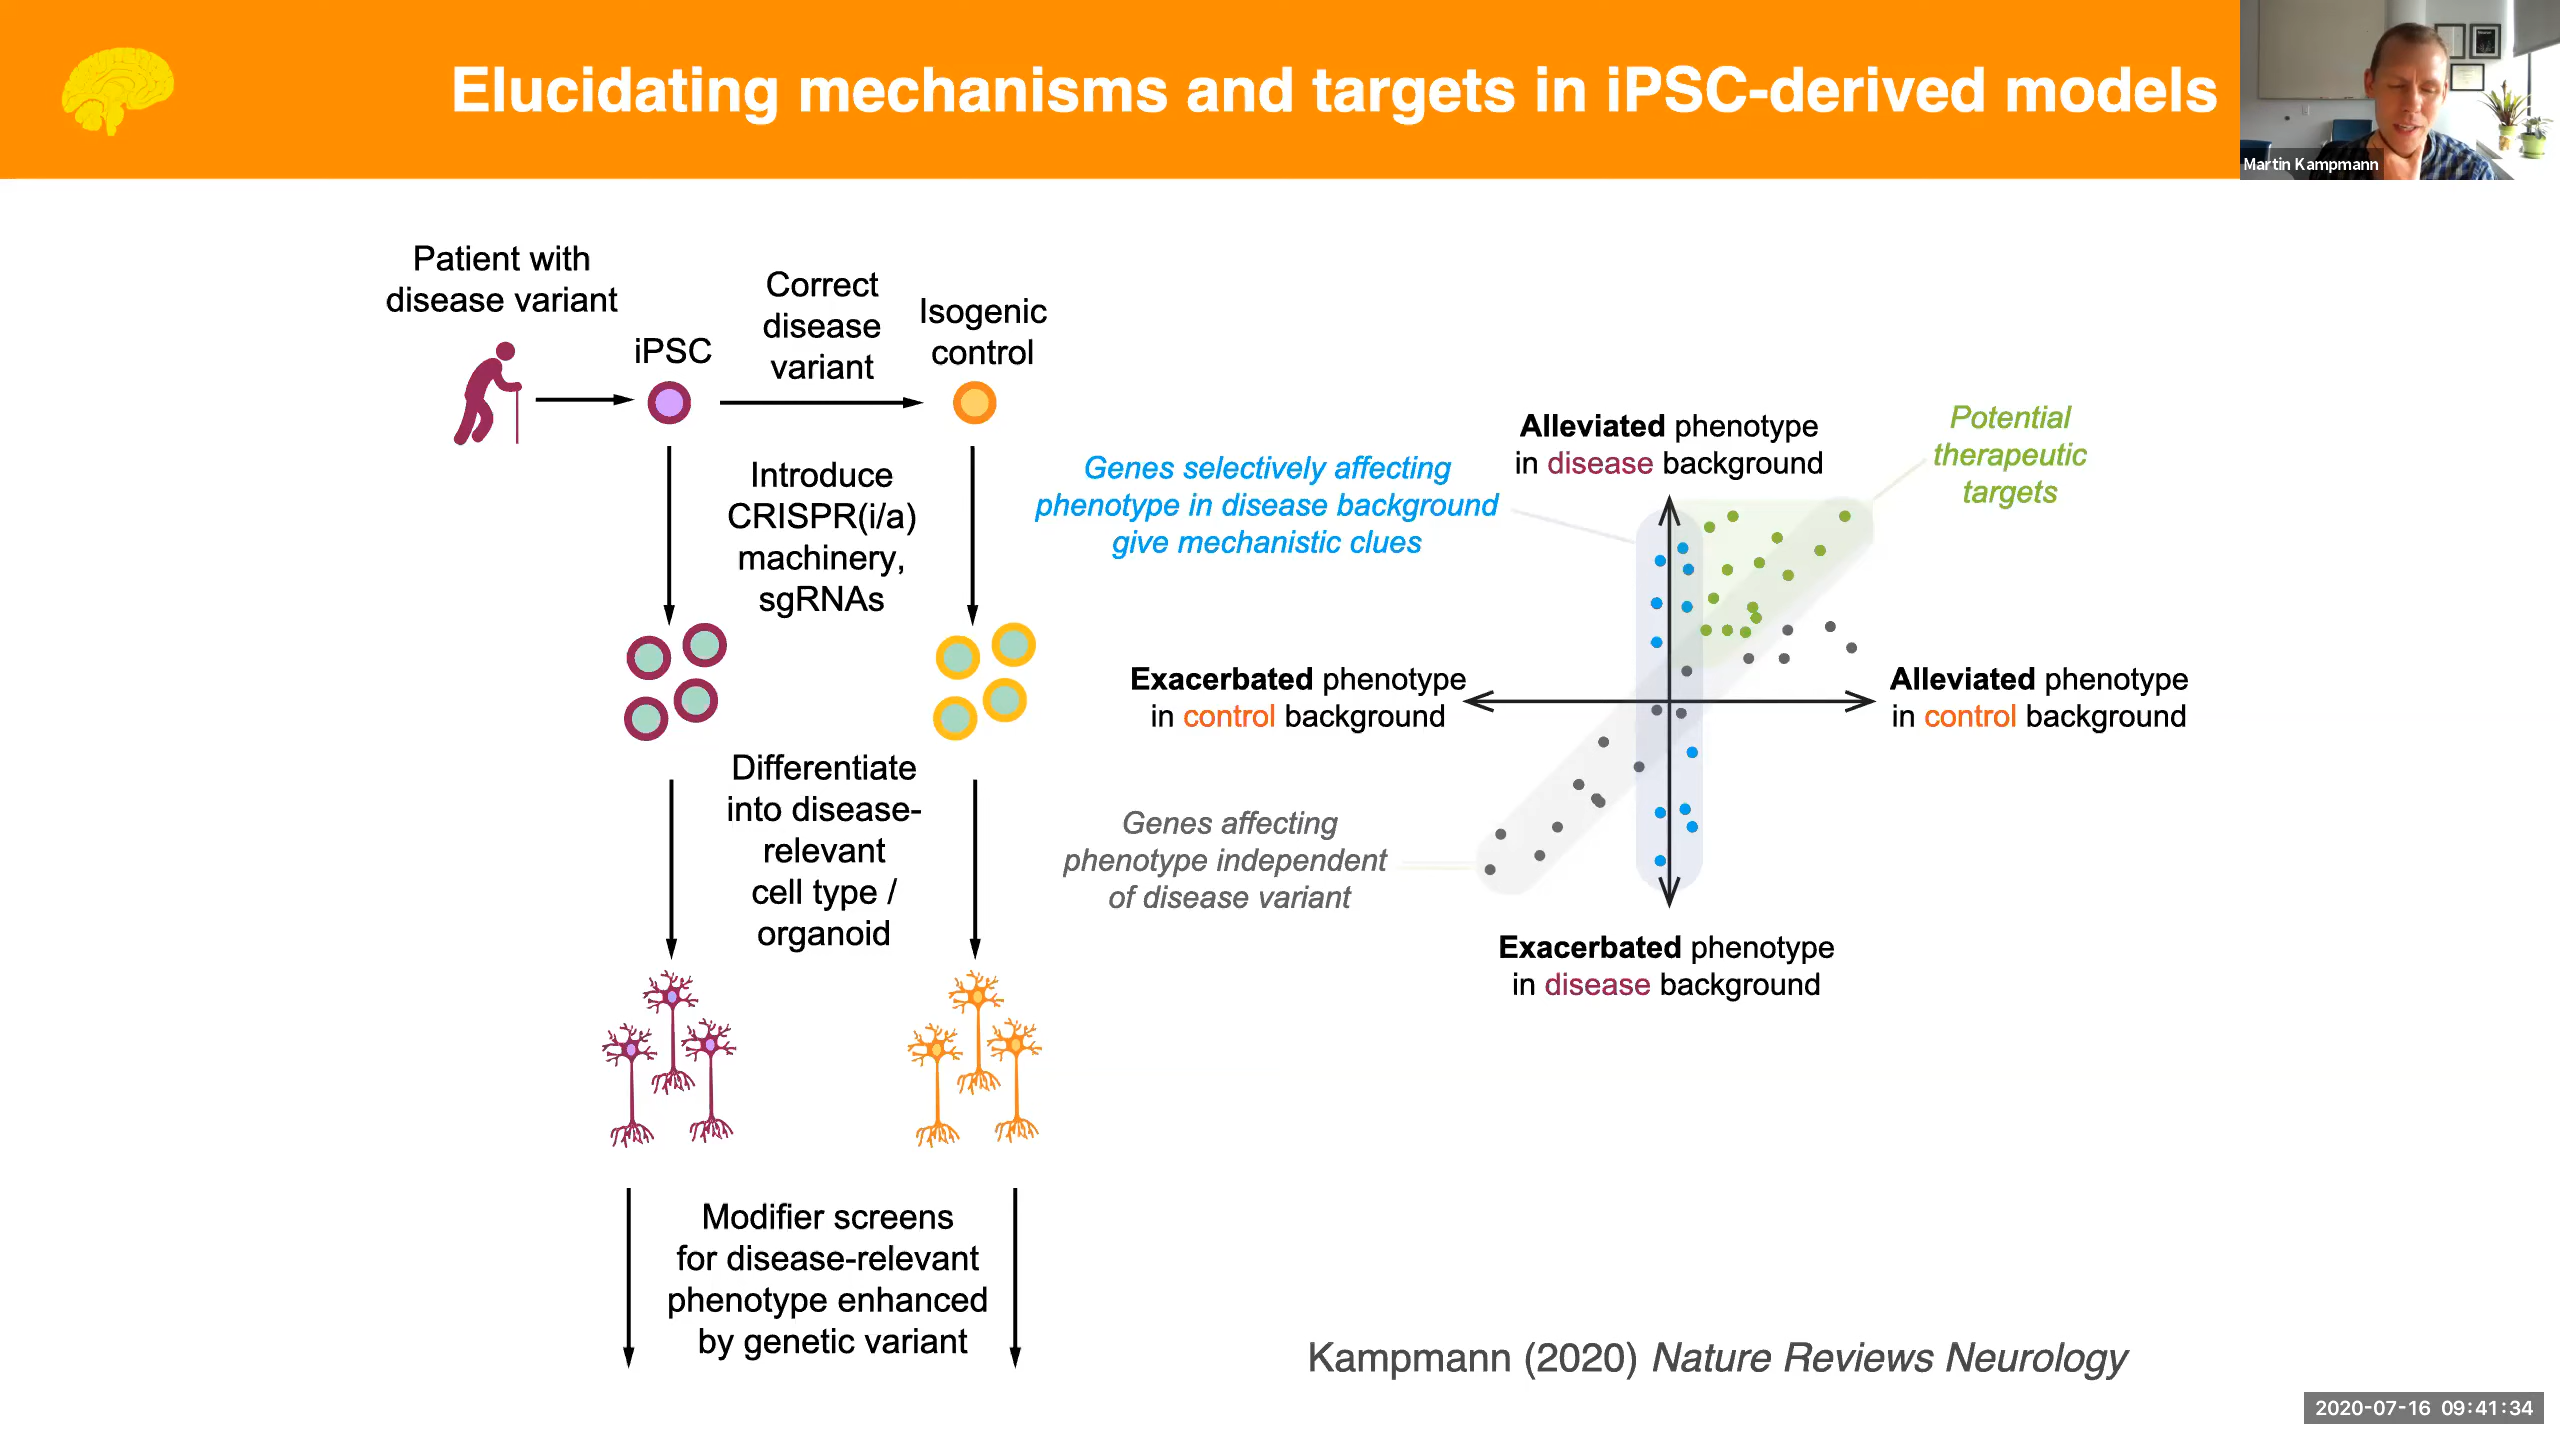 Elucidating mechanisms and targets in iPSC-derived models
Martin Kampmann
Patient with
disease variant
iPSC
Correct
disease
variant
Isogenic
control
Introduce
CRISPR(i/a)
machinery,
sgRNAs
Differentiate
into disease-
relevant
cell type /
organoid
Modifier screens
for disease-relevant
phenotype enhanced
by genetic variant
Genes selectively affecting
phenotype in disease background
give mechanistic clues
Alleviated phenotype
in disease background
Potential
therapeutic
targets
Exacerbated phenotype
in control background
Alleviated phenotype
in control background
Genes affecting
phenotype independent
of disease variant
Exacerbated phenotype
in disease background
Kampmann (2020) Nature Reviews Neurology
2020-07-16 09:41:34